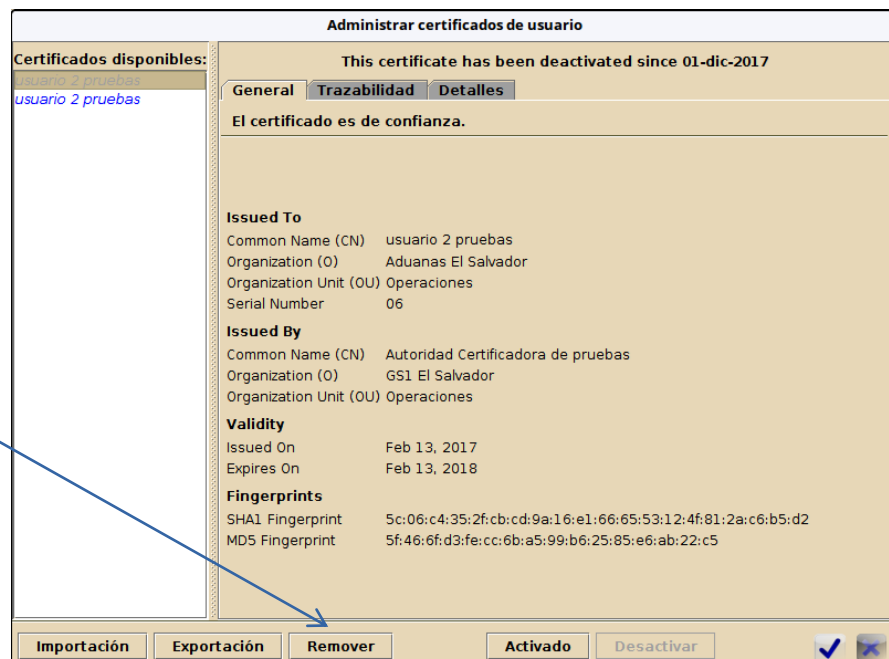 Administrar certificados de usuario
Certificados disponibles:
usuario 2 pruebas
usuario 2 pruebas
This certificate has been deactivated since 01-dic-2017
General Trazabilidad Detalles
El certificado es de confianza.
Issued To
Common Name (CN) usuario 2 pruebas
Organization (O) Aduanas El Salvador
Organization Unit (OU) Operaciones
Serial Number 06
Issued By
Common Name (CN) Autoridad Certificadora de pruebas
Organization (O) GS1 El Salvador
Organization Unit (OU) Operaciones
Validity
Issued On Feb 13, 2017
Expires On Feb 13, 2018
Fingerprints
SHA1 Fingerprint 5c:06:c4:35:2f:cb:cd:9a:16:e1:66:65:53:12:4f:81:2a:c6:b5:d2
MD5 Fingerprint 5f:46:6f:d3:fe:cc:6b:a5:99:b6:25:85:e6:ab:22:c5
Importación Exportación Remover Activado Desactivar